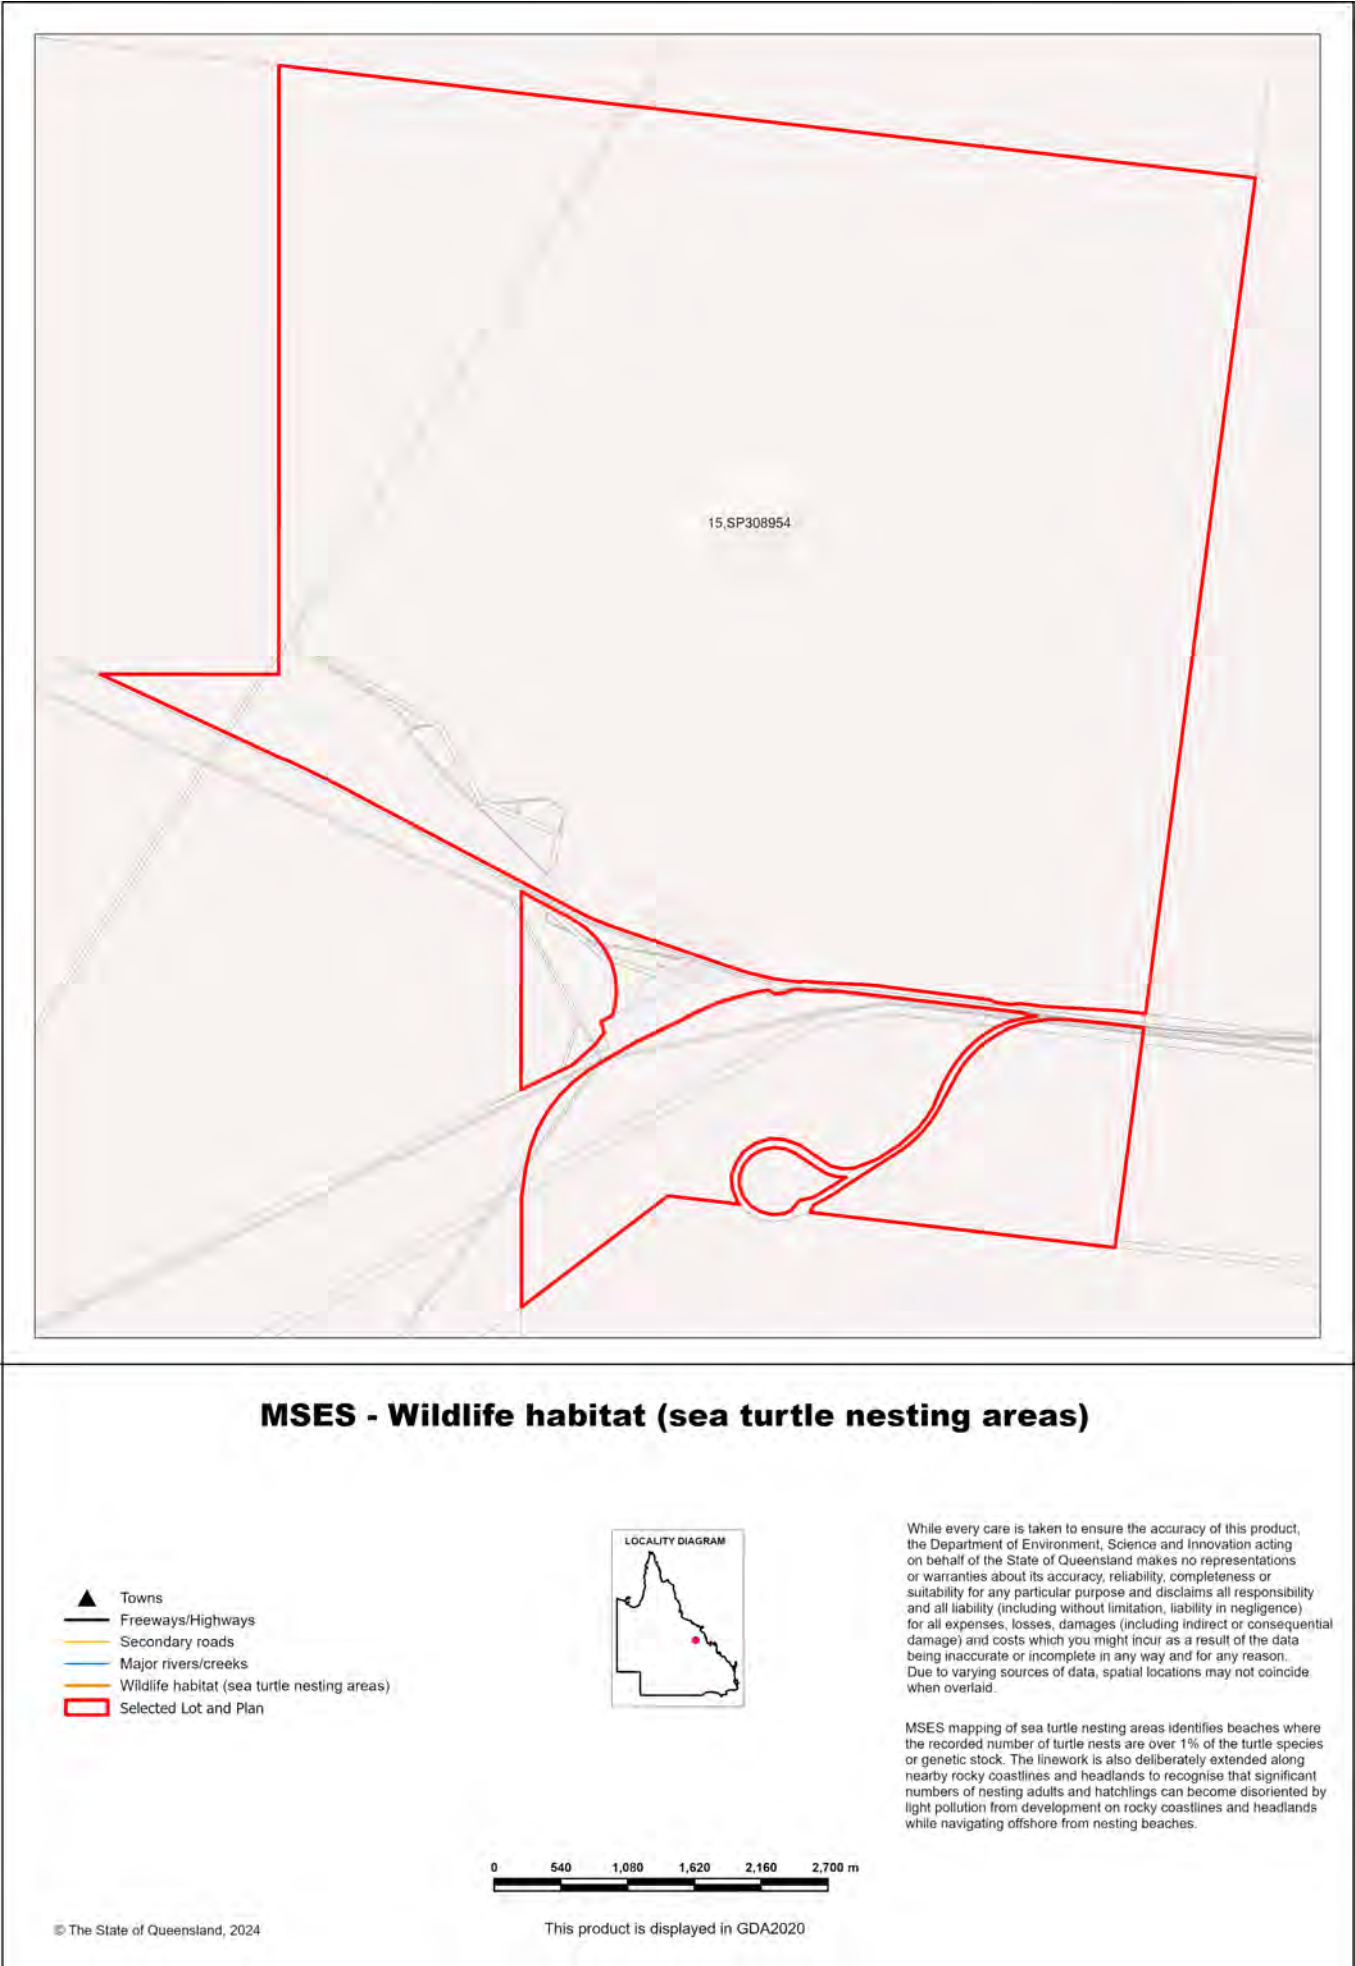 15,SP308954
MSES - Wildlife habitat (sea turtle nesting areas)
Towns
Freeways/Highways
Secondary roads
Major rivers/creeks
Wildlife habitat (sea turtle nesting areas)
Selected Lot and Plan
LOCALITY DIAGRAM
While every care is taken to ensure the accuracy of this product,
the Department of Environment, Science and Innovation acting
on behalf of the State of Queensland makes no representations
or warranties about its accuracy, reliability, completeness or
suitability for any particular purpose and disclaims all responsibility
and all liability (including without limitation, liability in negligence)
for all expenses, losses, damages (including indirect or consequential
damage) and costs which you might incur as a result of the data
being inaccurate or incomplete in any way and for any reason.
Due to varying sources of data, spatial locations may not coincide
when overlaid.
MSES mapping of sea turtle nesting areas identifies beaches where
the recorded number of turtle nests are over 1% of the turtle species
or genetic stock. The linework is also deliberately extended along
nearby rocky coastlines and headlands to recognise that significant
numbers of nesting adults and hatchlings can become disoriented by
light pollution from development on rocky coastlines and headlands
while navigating offshore from nesting beaches.
0 540 1,080 1,620 2,160 2,700 m
© The State of Queensland, 2024
This product is displayed in GDA2020